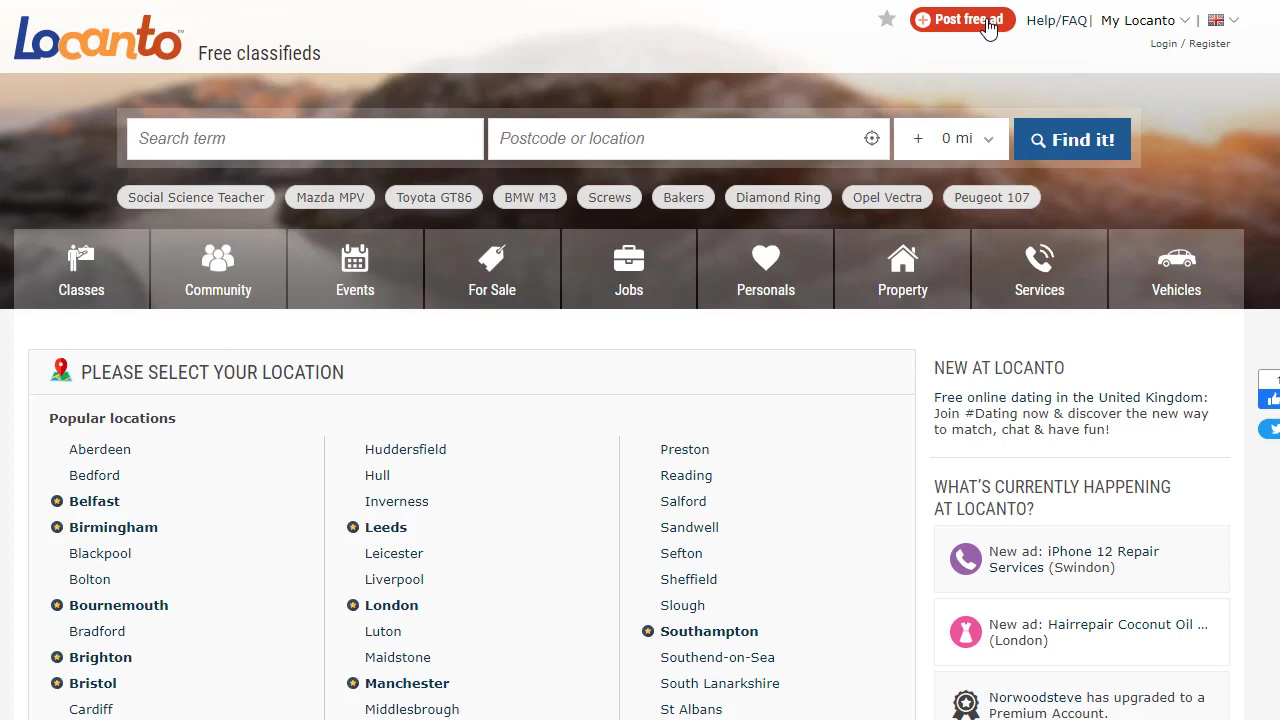 Locanto
Free classifieds
Post free ad
Help/FAQ | My Locanto |
Login / Register
Search term
Postcode or location
+ 0 mi
Find it!
Social Science Teacher
Mazda MPV
Toyota GT86
BMW M3
Screws
Bakers
Diamond Ring
Opel Vectra
Peugeot 107
Classes
Community
Events
For Sale
Jobs
Personals
Property
Services
Vehicles
PLEASE SELECT YOUR LOCATION
Popular locations
Aberdeen
Bedford
Belfast
Birmingham
Blackpool
Bolton
Bournemouth
Bradford
Brighton
Bristol
Cardiff
Huddersfield
Hull
Inverness
Leeds
Leicester
Liverpool
London
Luton
Maidstone
Manchester
Middlesbrough
Preston
Reading
Salford
Sandwell
Sefton
Sheffield
Slough
Southampton
Southend-on-Sea
South Lanarkshire
St Albans
NEW AT LOCANTO
Free online dating in the United Kingdom:
Join #Dating now & discover the new way
to match, chat & have fun!
WHAT'S CURRENTLY HAPPENING
AT LOCANTO?
New ad: iPhone 12 Repair
Services (Swindon)
New ad: Hairrepair Coconut Oil ...
(London)
Norwoodsteve has upgraded to a
Premium Account.